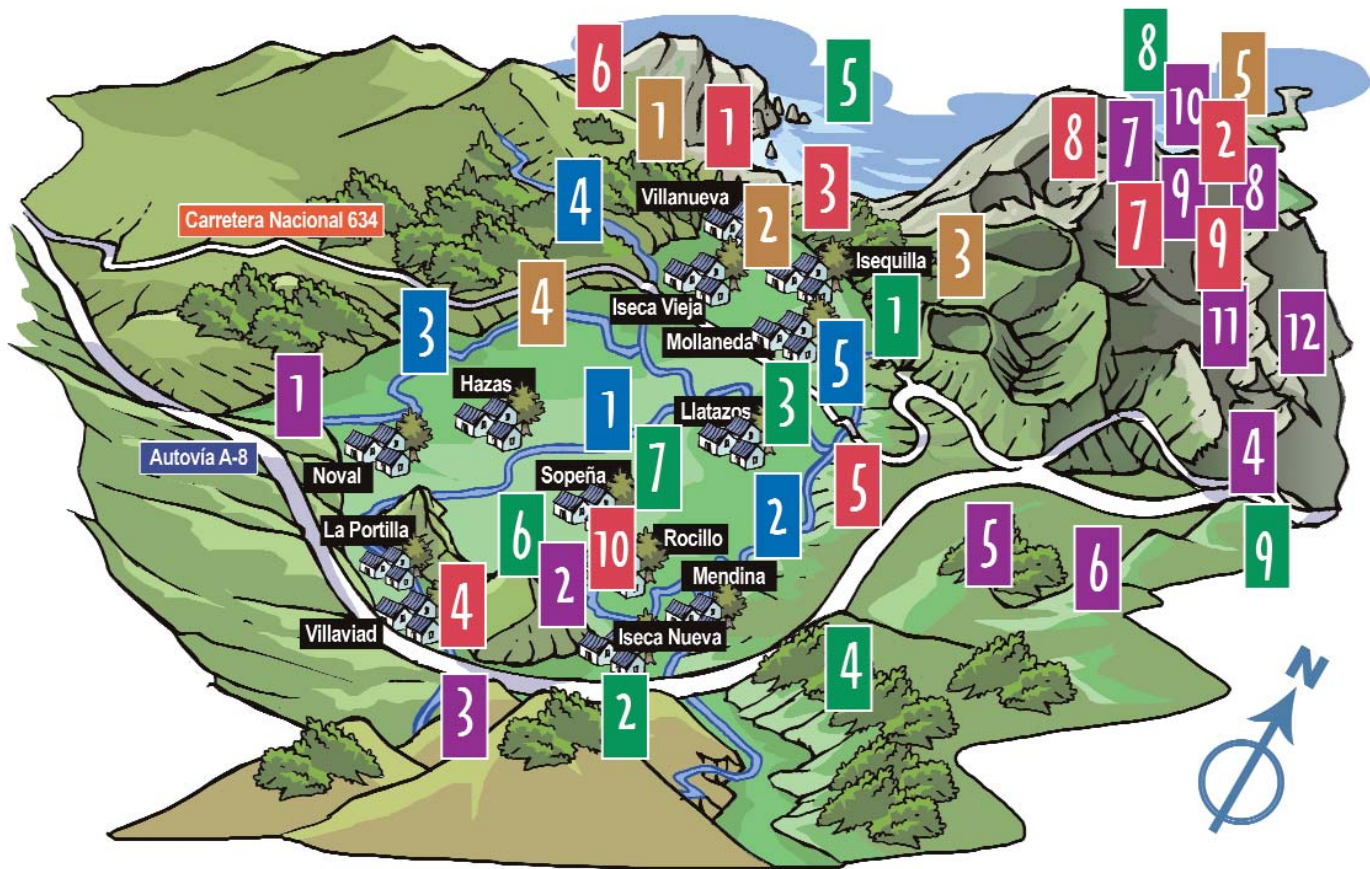 8
6
5
5
10
1
1
8
7
2
4
3
9
8
Villanueva
2
7
Carretera Nacional 634
9
Isequilla
3
4
Iseca Vieja
1
3
11
12
Mollaneda
5
1
Hazas
1
Llatazos
3
Autovía A-8
7
4
Noval
Sopeña
5
2
La Portilla
6
10
Rocillo
5
9
2
6
Mendina
4
Villaviad
Iseca Nueva
4
3
2
N